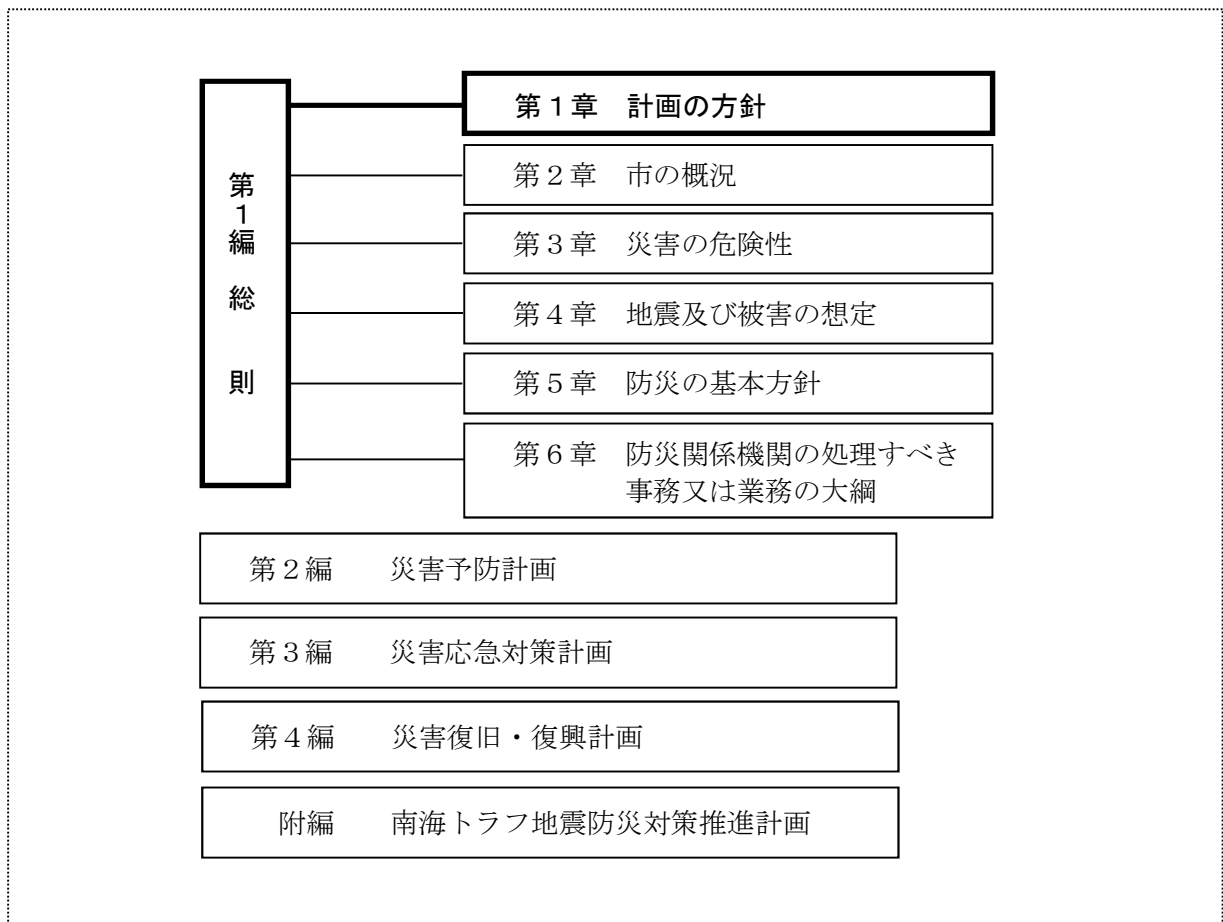 第１編 総 則
第１章　計画の方針
第２章　市の概況
第３章　災害の危険性
第４章　地震及び被害の想定
第５章　防災の基本方針
第６章　防災関係機関の処理すべき
事務又は業務の大綱
第２編　災害予防計画
第３編　災害応急対策計画
第４編　災害復旧・復興計画
附編　南海トラフ地震防災対策推進計画